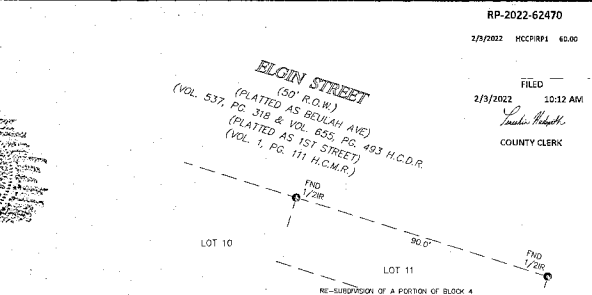 RP-2022-62470
2/3/2022 HCCPIRP1 60.00
FILED
2/3/2022 10:12 AM
COUNTY CLERK
ELGIN STREET
(50' R.O.W.)
(PLATTED AS BEULAH AVE)
(VOL. 537, PG. 318 & VOL. 655, PG. 493 H.C.D.R.
(PLATTED AS 1ST STREET)
(VOL. 1, PG. 111 H.C.M.R.)
FND
1/2IR
90.0'
FND
1/2IR
LOT 10
LOT 11
RE-SUBDIVISION OF A PORTION OF BLOCK 4